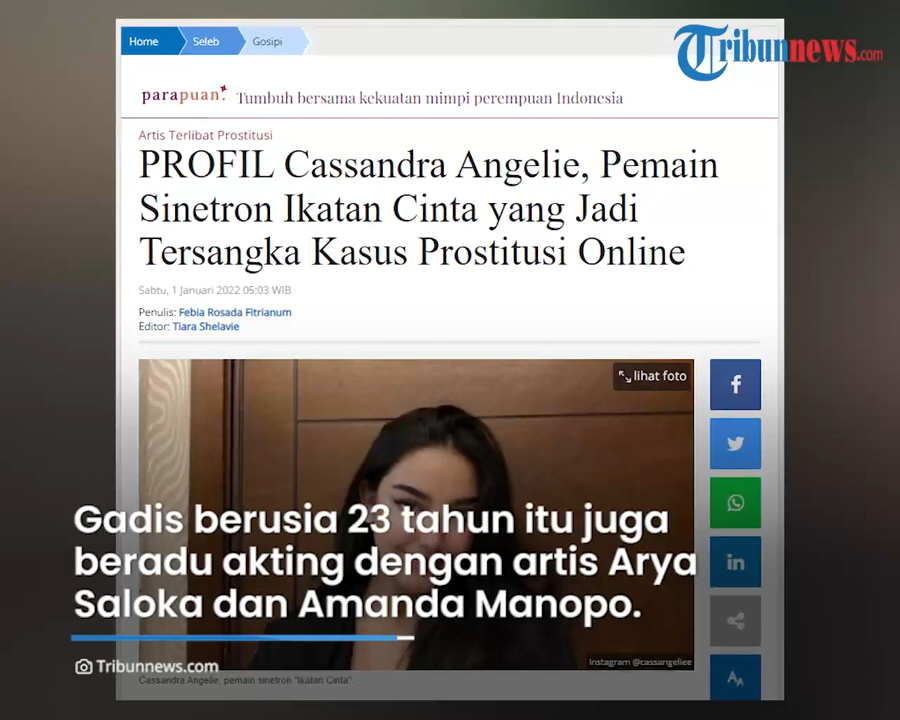 Home
Seleb
Gosipi
Tribunnews.com
parapuan
Tumbuh bersama kekuatan mimpi perempuan Indonesia
Artis Terlibat Prostitusi
PROFIL Cassandra Angelie, Pemain
Sinetron Ikatan Cinta yang Jadi
Tersangka Kasus Prostitusi Online
Sabtu, 1 Januari 2022 05:03 WIB
Penulis: Febia Rosada Fitrianum
Editor: Tiara Shelavie
lihat foto
Gadis berusia 23 tahun itu juga
beradu akting dengan artis Arya
Saloka dan Amanda Manopo.
Tribunnews.com
Instagram @cassangeliee
Cassandra Angelie, pemain sinetron "Ikatan Cinta"
AA